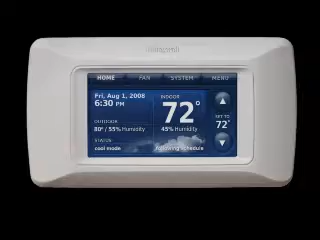 Honeywell
HOME FAN SYSTEM MENU
Fri, Aug 1, 2008
6:30 PM
INDOOR
72°
OUTDOOR
80° / 55% Humidity
45% Humidity
SET TO
72°
STATUS
cool mode
following schedule